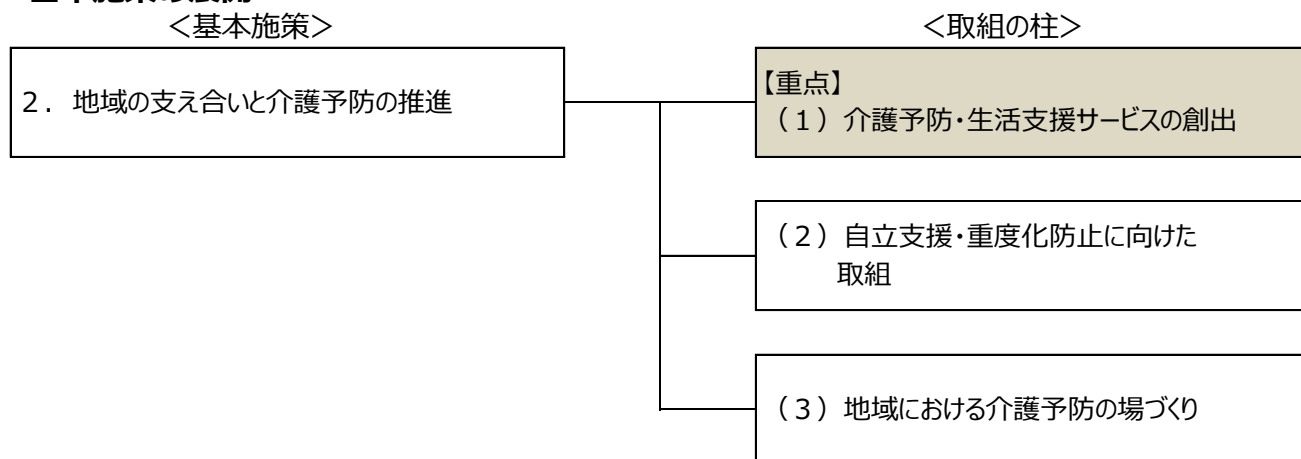 ＜基本施策＞
＜取組の柱＞
２．地域の支え合いと介護予防の推進
【重点】
（１）介護予防・生活支援サービスの創出
（２）自立支援・重度化防止に向けた
取組
（３）地域における介護予防の場づくり